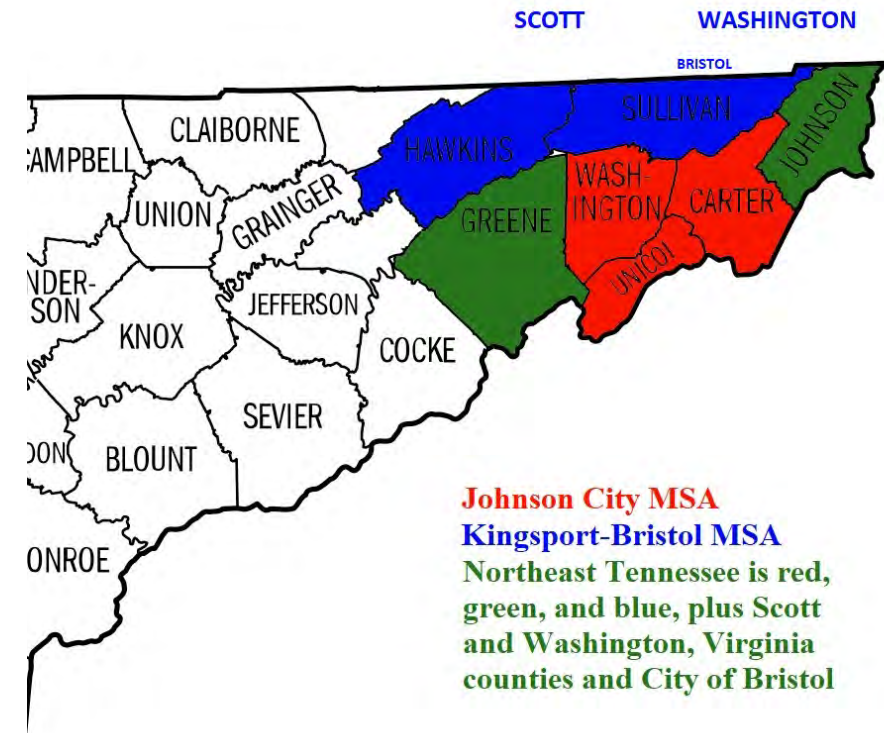 SCOTT WASHINGTON
BRISTOL
SULLIVAN
JOHNSON
CLAIBORNE
HAWKINS
CAMPBELL
UNION
GRAINGER
GREENE
WASH-
INGTON
CARTER
UNICOI
NDER-
SON
JEFFERSON
KNOX
COCKE
SEVIER
OON
BLOUNT
ONROE
Johnson City MSA
Kingsport-Bristol MSA
Northeast Tennessee is red,
green, and blue, plus Scott
and Washington, Virginia
counties and City of Bristol